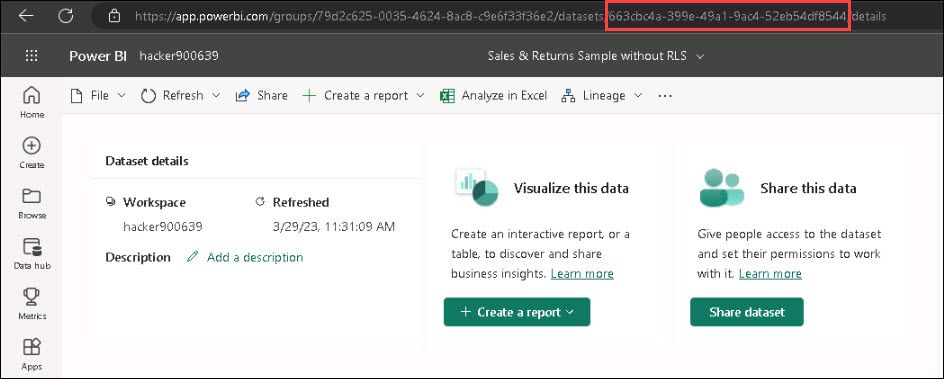 https://app.powerbi.com/groups/79d2c625-0035-4624-8ac8-c9e6f33f36e2/datasets/663cbc4a-399e-49a1-9ac4-52eb54df8544/details
Power BI hacker900639 Sales & Returns Sample without RLS
File Refresh Share Create a report Analyze in Excel Lineage ...
Home
Create
Browse
Data hub
Metrics
Apps
Dataset details
Workspace Refreshed
hacker900639 3/29/23, 11:31:09 AM
Description Add a description
Visualize this data
Create an interactive report, or a
table, to discover and share
business insights. Learn more
+ Create a report
Share this data
Give people access to the dataset
and set their permissions to work
with it. Learn more
Share dataset